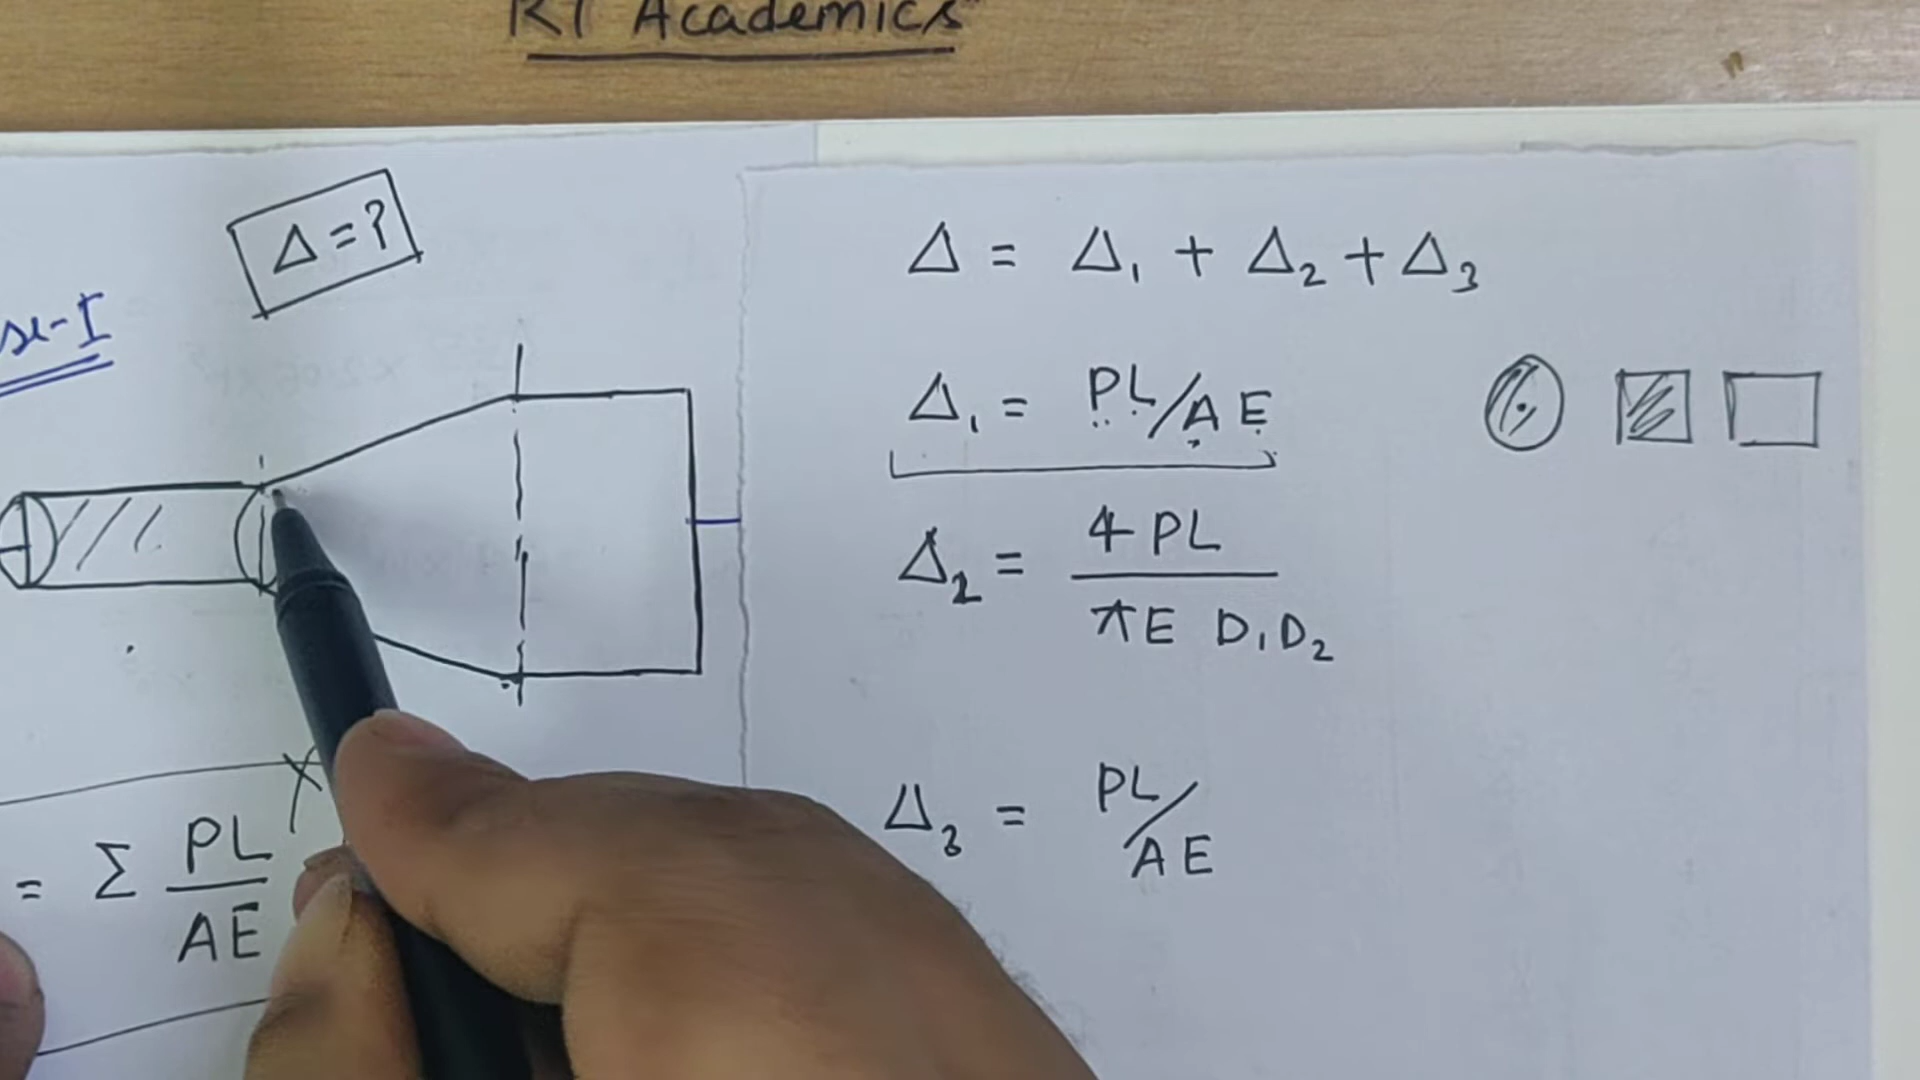 RT Academics
Δ = ?
se-I
Δ = Δ₁ + Δ₂ + Δ₃
Δ₁ = PL/AE
Δ₂ = 4PL / πE D₁D₂
Δ₃ = PL/AE
= Σ PL / AE